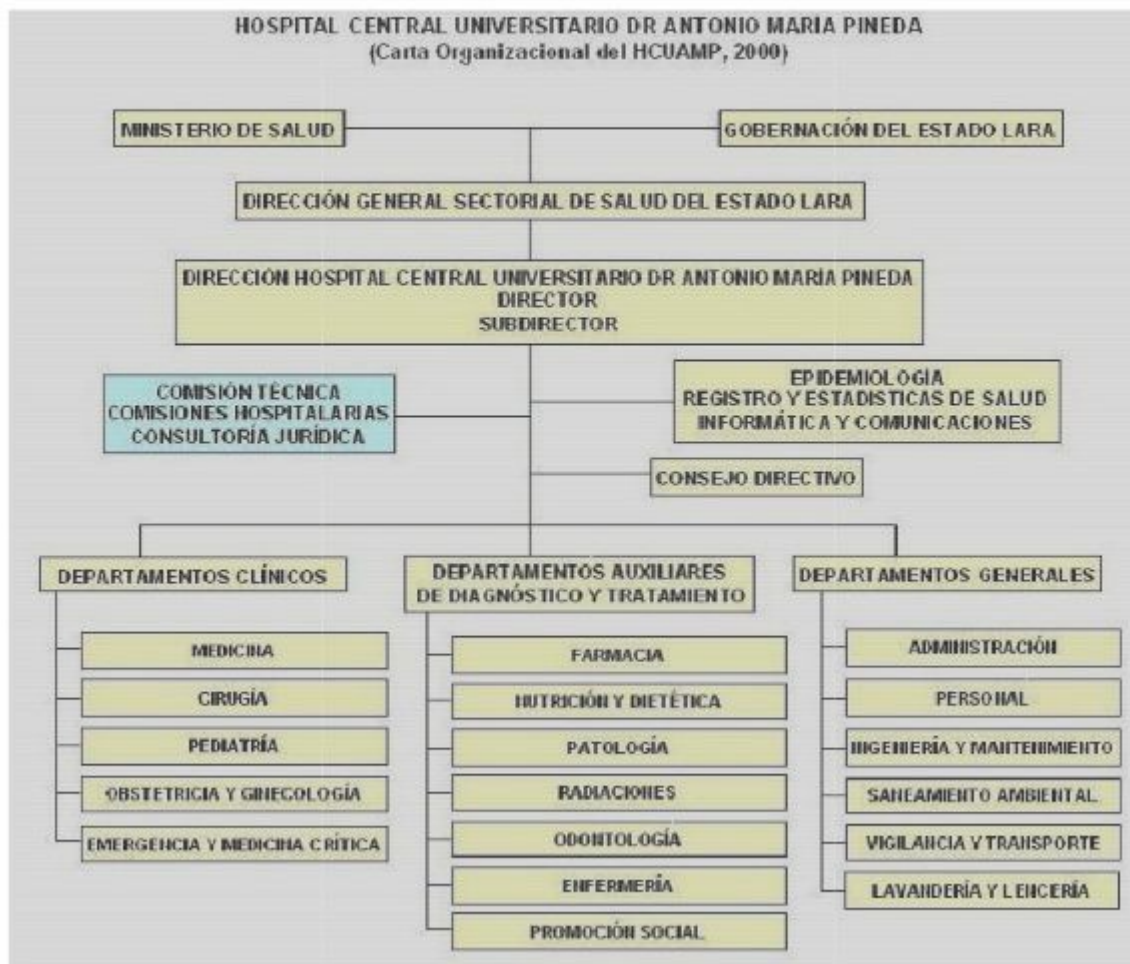 HOSPITAL CENTRAL UNIVERSITARIO DR ANTONIO MARÍA PINEDA
(Carta Organizacional del HCUAMP, 2000)
MINISTERIO DE SALUD
GOBERNACIÓN DEL ESTADO LARA
DIRECCIÓN GENERAL SECTORIAL DE SALUD DEL ESTADO LARA
DIRECCIÓN HOSPITAL CENTRAL UNIVERSITARIO DR ANTONIO MARÍA PINEDA
DIRECTOR
SUBDIRECTOR
COMISIÓN TÉCNICA
COMISIONES HOSPITALARIAS
CONSULTORÍA JURÍDICA
EPIDEMIOLOGÍA
REGISTRO Y ESTADISTICAS DE SALUD
INFORMÁTICA Y COMUNICACIONES
CONSEJO DIRECTIVO
DEPARTAMENTOS CLÍNICOS
MEDICINA
CIRUGÍA
PEDIATRÍA
OBSTETRICIA Y GINECOLOGÍA
EMERGENCIA Y MEDICINA CRÍTICA
DEPARTAMENTOS AUXILIARES
DE DIAGNÓSTICO Y TRATAMIENTO
FARMACIA
NUTRICIÓN Y DIETÉTICA
PATOLOGÍA
RADIACIONES
ODONTOLOGÍA
ENFERMERÍA
PROMOCIÓN SOCIAL
DEPARTAMENTOS GENERALES
ADMINISTRACIÓN
PERSONAL
INGENIERÍA Y MANTENIMIENTO
SANEAMIENTO AMBIENTAL
VIGILANCIA Y TRANSPORTE
LAVANDERÍA Y LENCERÍA